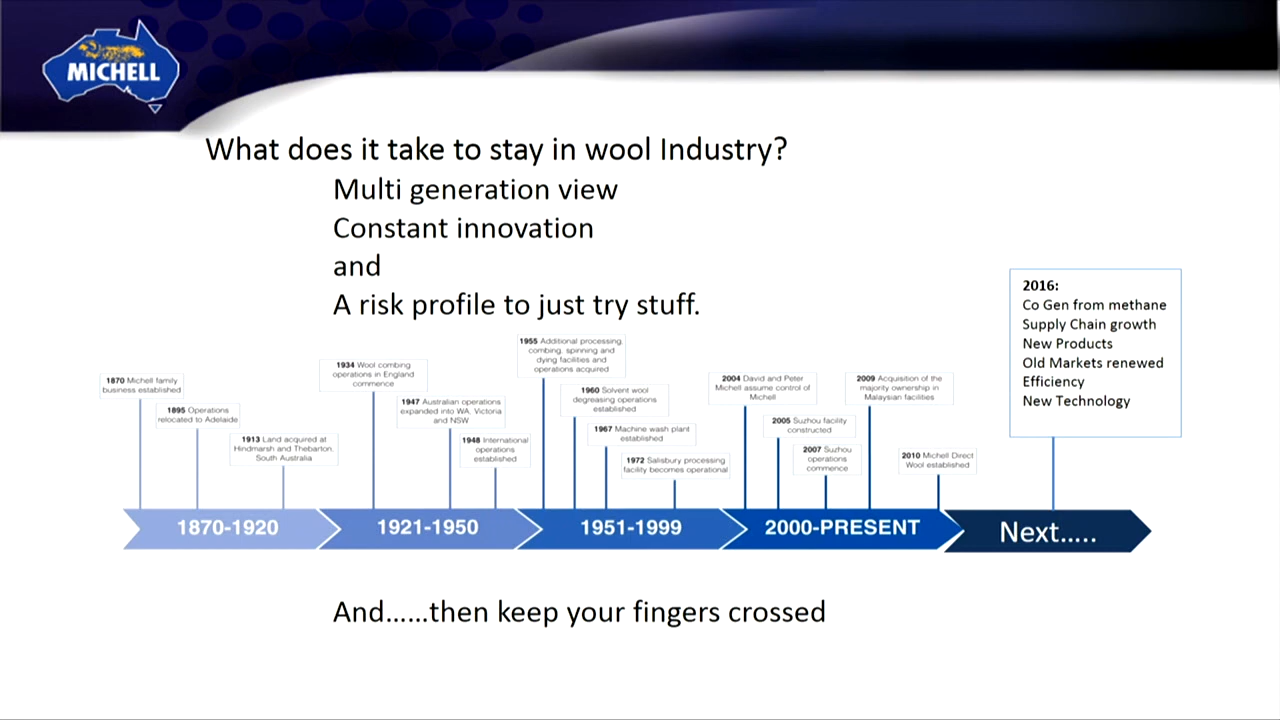 MICHELL
What does it take to stay in wool Industry?
Multi generation view
Constant innovation
and
A risk profile to just try stuff.
1870 Michell family
business established
1895 Operations
relocated to Adelaide
1913 Land acquired at
Hindmarsh and Thebarton.
South Australia
1934 Wool combing
operations in England
commence
1947 Australian operations
expanded into WA. Victoria
and NSW
1948 International
operations
established
1955 Additional processing,
combing, spinning and
dying facilities and
operations acquired
1960 Solvent wool
degreasing operations
established
1967 Machine wash plant
established
1972 Salisbury processing
facility becomes operational
2004 David and Peter
Michell assume control of
Michell
2005 Suzhou facility
constructed
2007 Suzhou
operations
commence
2009 Acquisition of the
majority ownership in
Malaysian facilities
2010 Michell Direct
Wool established
2016:
Co Gen from methane
Supply Chain growth
New Products
Old Markets renewed
Efficiency
New Technology
1870-1920
1921-1950
1951-1999
2000-PRESENT
Next.....
And......then keep your fingers crossed